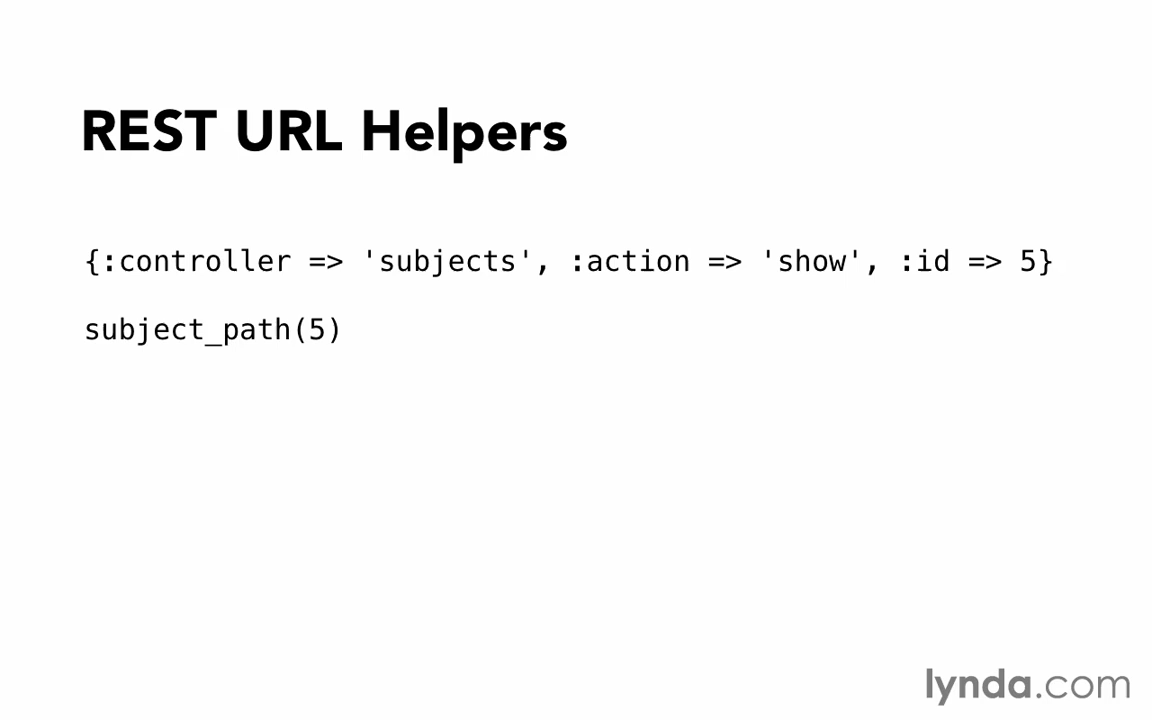 REST URL Helpers
{:controller => 'subjects', :action => 'show', :id => 5}
subject_path(5)
lynda.com